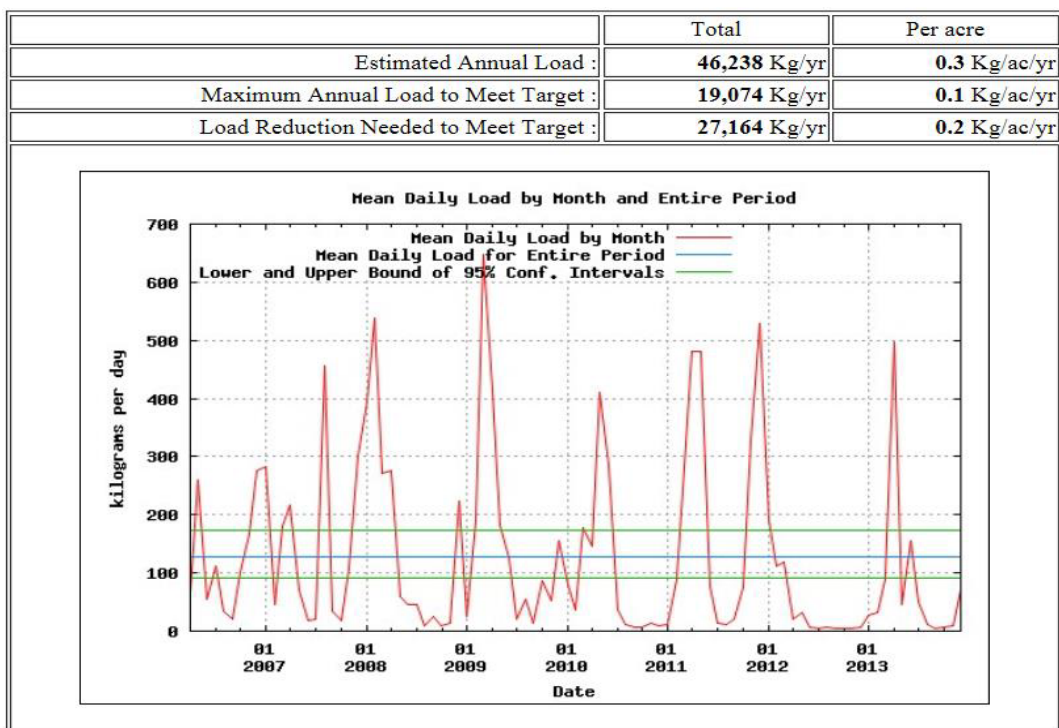 Total Per acre
Estimated Annual Load : 46,238 Kg/yr 0.3 Kg/ac/yr
Maximum Annual Load to Meet Target : 19,074 Kg/yr 0.1 Kg/ac/yr
Load Reduction Needed to Meet Target : 27,164 Kg/yr 0.2 Kg/ac/yr
Mean Daily Load by Month and Entire Period
Mean Daily Load by Month
Mean Daily Load for Entire Period
Lower and Upper Bound of 95% Conf. Intervals
700
600
500
400
300
200
100
0
kilograms per day
01 01 01 01 01 01 01
2007 2008 2009 2010 2011 2012 2013
Date